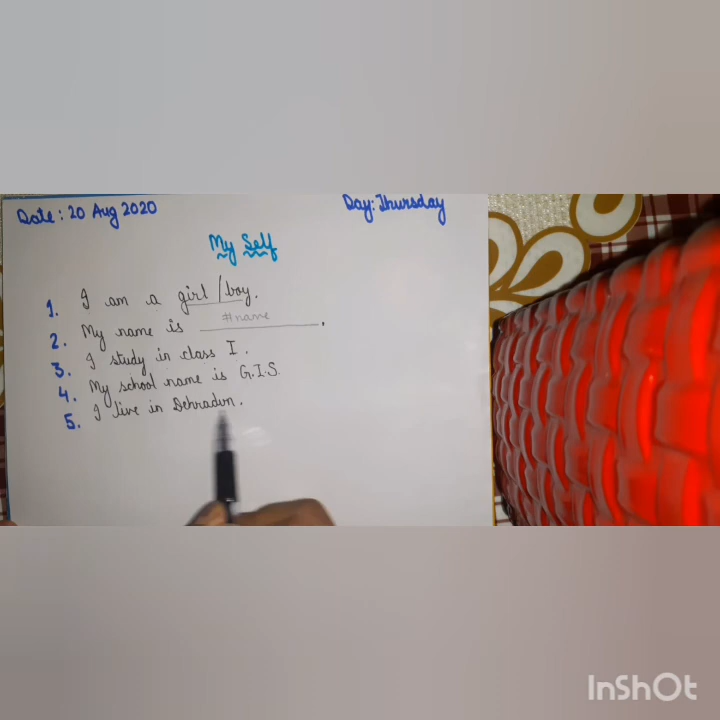 Date: 20 Aug 2020 Day: Thursday
My Self
1. I am a girl/boy.
2. My name is #name.
3. I study in class I.
4. My school name is G.I.S.
5. I live in Dehradun.
InShOt